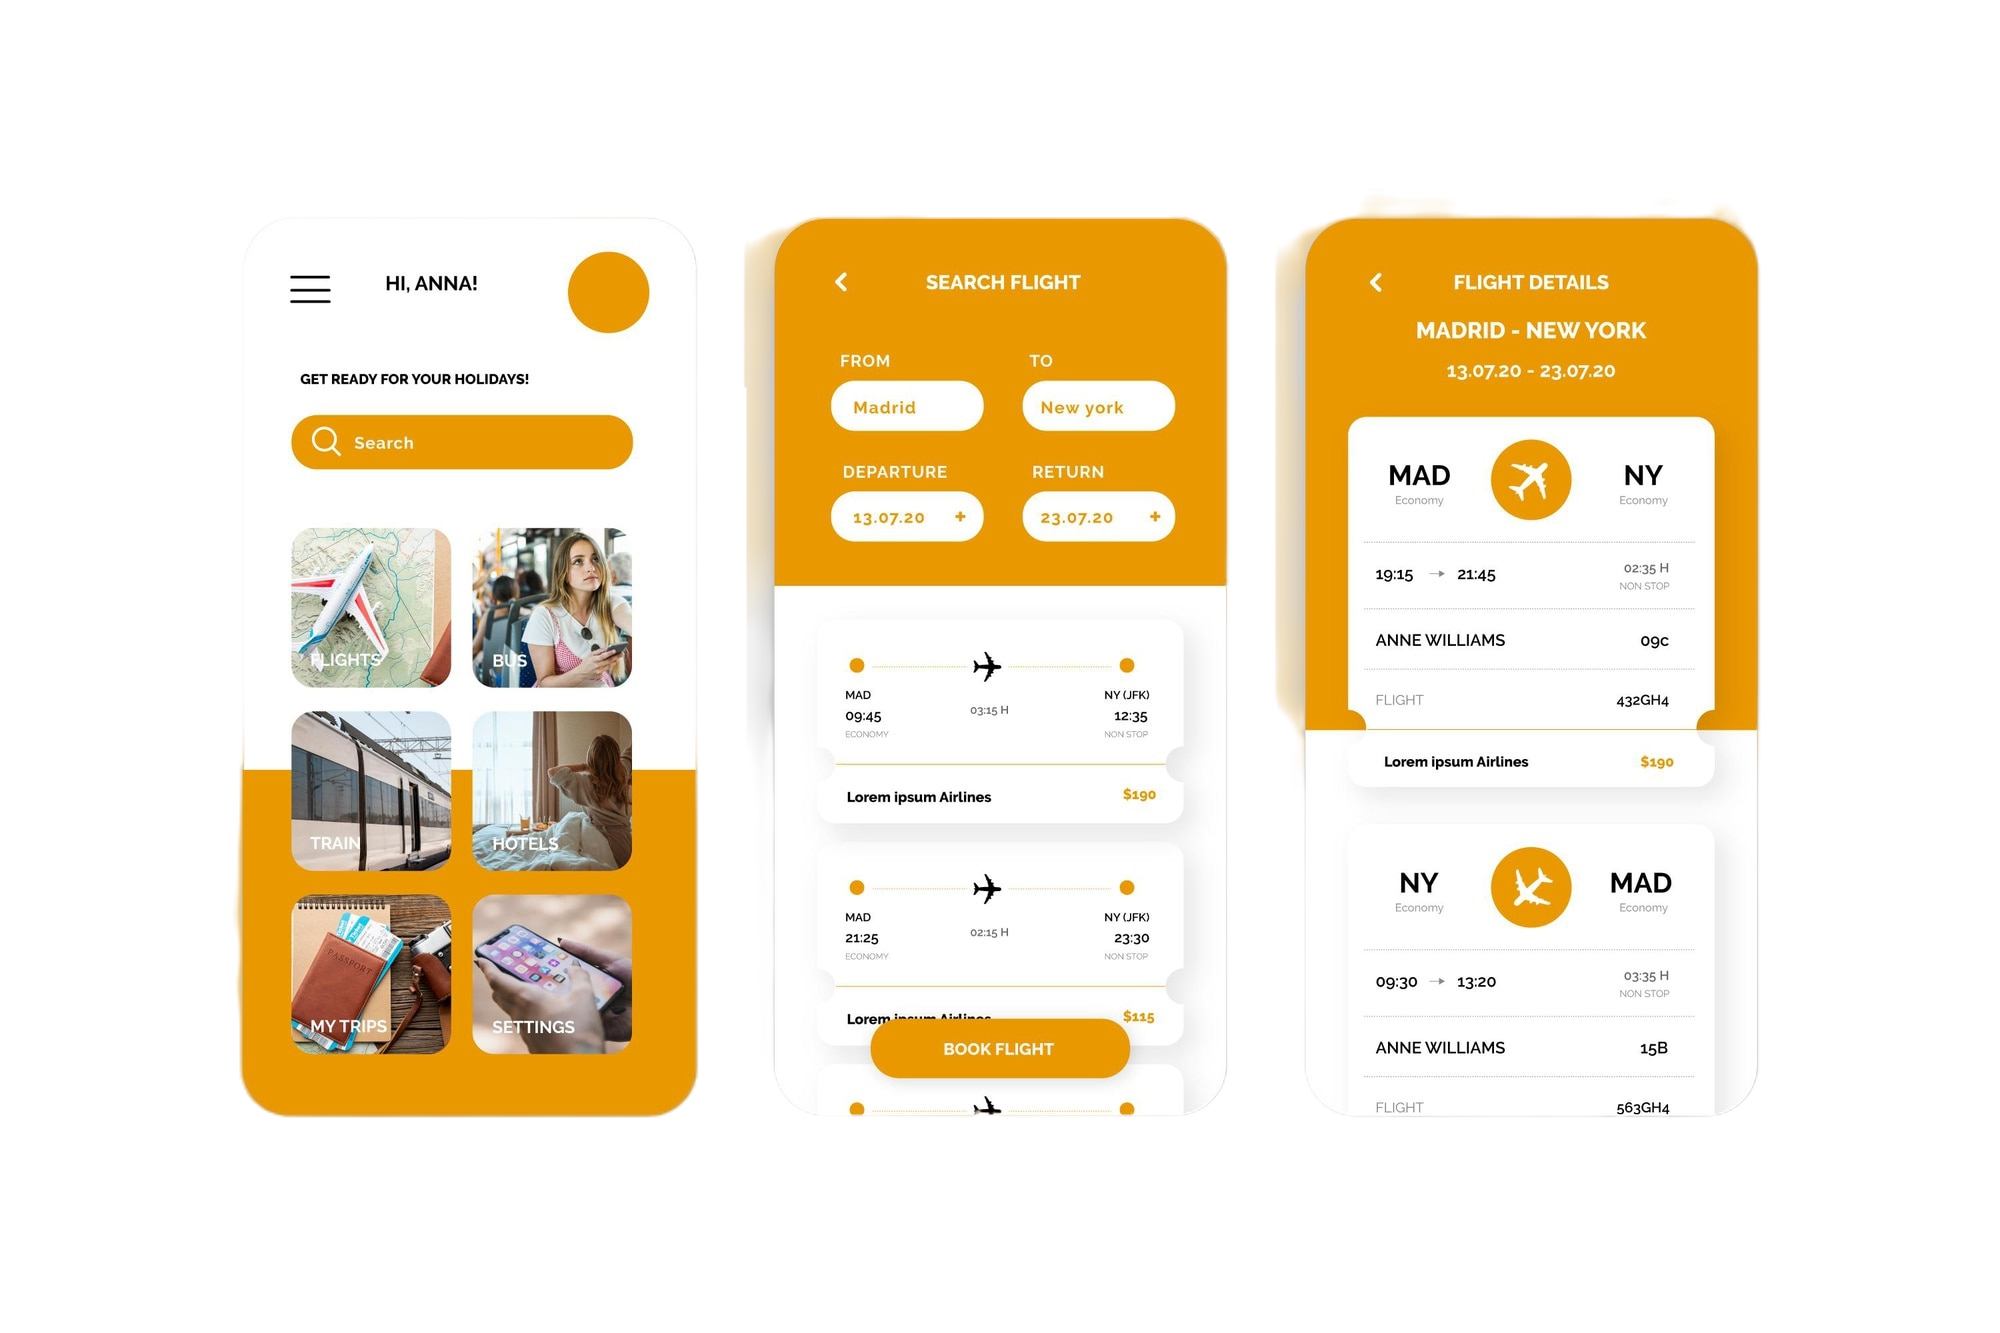 HI, ANNA!
GET READY FOR YOUR HOLIDAYS!
Search
FLIGHTS
BUS
TRAIN
HOTELS
PASSPORT
MY TRIPS
SETTINGS
SEARCH FLIGHT
FROM
TO
Madrid
New york
DEPARTURE
RETURN
13.07.20 +
23.07.20 +
MAD
NY (JFK)
09:45
03:15 H
12:35
ECONOMY
NON STOP
Lorem ipsum Airlines
$190
MAD
NY (JFK)
21:25
02:15 H
23:30
ECONOMY
NON STOP
Lorem ipsum Airlines
$115
BOOK FLIGHT
FLIGHT DETAILS
MADRID - NEW YORK
13.07.20 - 23.07.20
MAD
NY
Economy
Economy
19:15 → 21:45
02:35 H
NON STOP
ANNE WILLIAMS
09c
FLIGHT
432GH4
Lorem ipsum Airlines
$190
NY
MAD
Economy
Economy
09:30 → 13:20
03:35 H
NON STOP
ANNE WILLIAMS
15B
FLIGHT
563GH4